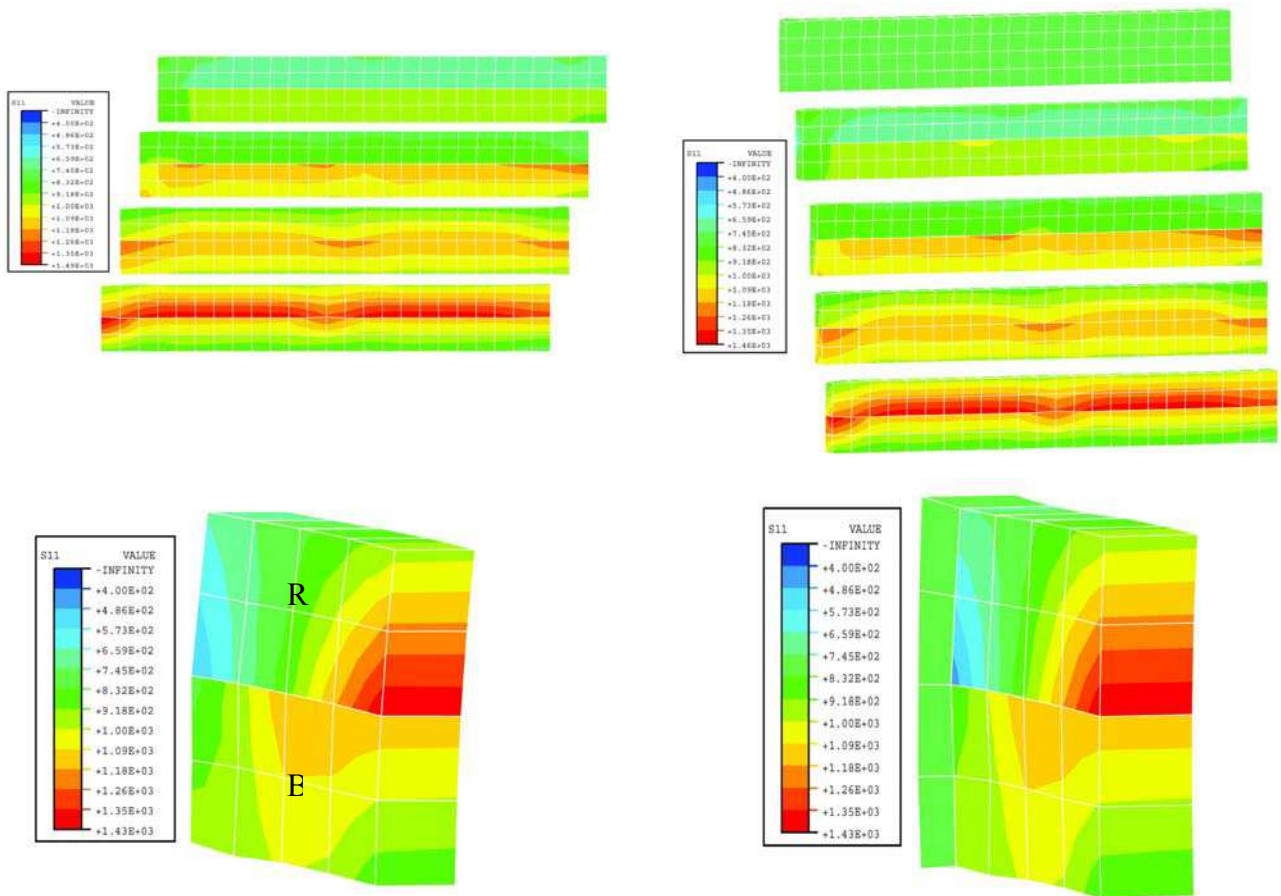 S11 VALUE
-INFINITY
+4.00E+02
+4.86E+02
+5.73E+02
+6.59E+02
+7.40E+02
+8.32E+02
+9.18E+02
+1.00E+03
+1.09E+03
+1.18E+03
+1.26E+03
+1.35E+03
+1.49E+03
S11 VALUE
-INFINITY
+4.00E+02
+4.86E+02
+5.73E+02
+6.59E+02
+7.45E+02
+8.32E+02
+9.18E+02
+1.00E+03
+1.09E+03
+1.18E+03
+1.26E+03
+1.35E+03
+1.46E+03
S11 VALUE
-INFINITY
+4.00E+02
+4.86E+02
+5.73E+02
+6.59E+02
+7.45E+02
+8.32E+02
+9.18E+02
+1.00E+03
+1.09E+03
+1.18E+03
+1.26E+03
+1.35E+03
+1.43E+03
R
B
S11 VALUE
-INFINITY
+4.00E+02
+4.86E+02
+5.73E+02
+6.59E+02
+7.45E+02
+8.32E+02
+9.18E+02
+1.00E+03
+1.09E+03
+1.18E+03
+1.26E+03
+1.35E+03
+1.43E+03